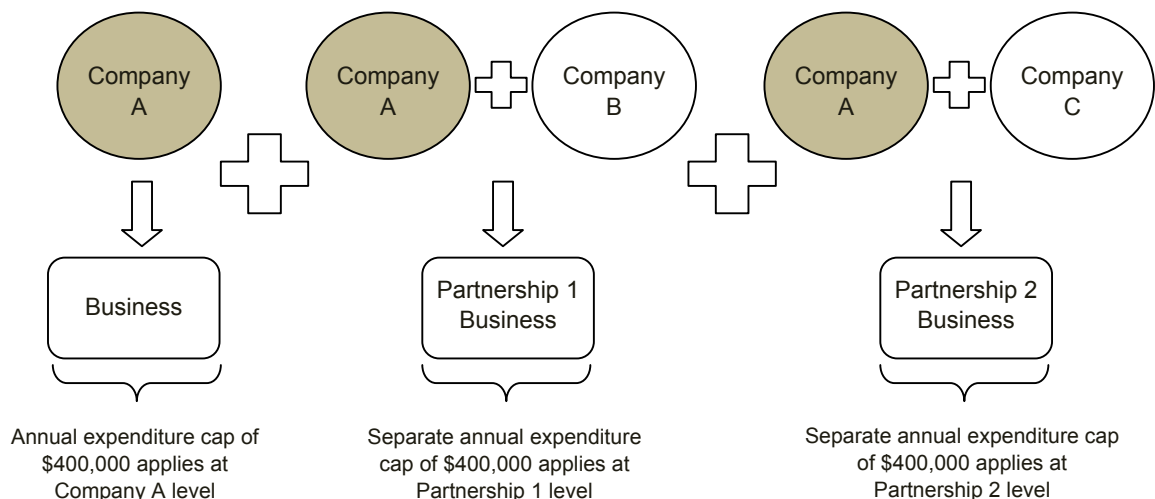 Company
A
Company
A
Company
B
Company
A
Company
C
Business
Partnership 1
Business
Partnership 2
Business
Annual expenditure cap of
$400,000 applies at
Company A level
Separate annual expenditure
cap of $400,000 applies at
Partnership 1 level
Separate annual expenditure cap
of $400,000 applies at
Partnership 2 level